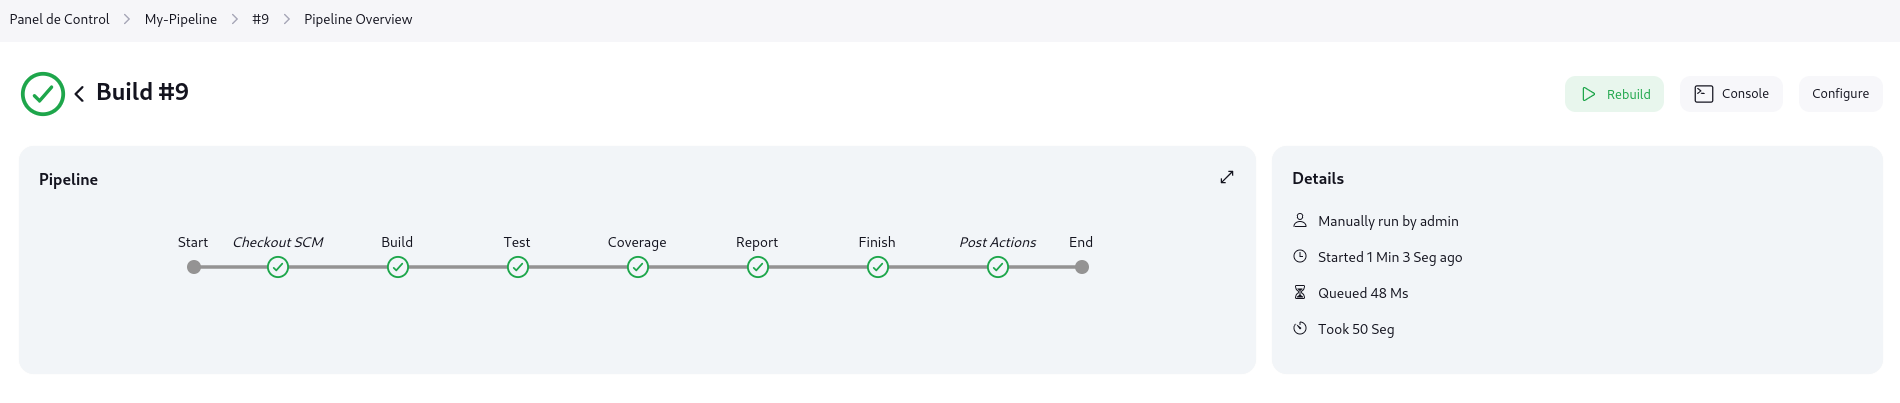 Panel de Control > My-Pipeline > #9 > Pipeline Overview
Build #9
Rebuild
Console
Configure
Pipeline
Start Checkout SCM Build Test Coverage Report Finish Post Actions End
Details
Manually run by admin
Started 1 Min 3 Seg ago
Queued 48 Ms
Took 50 Seg